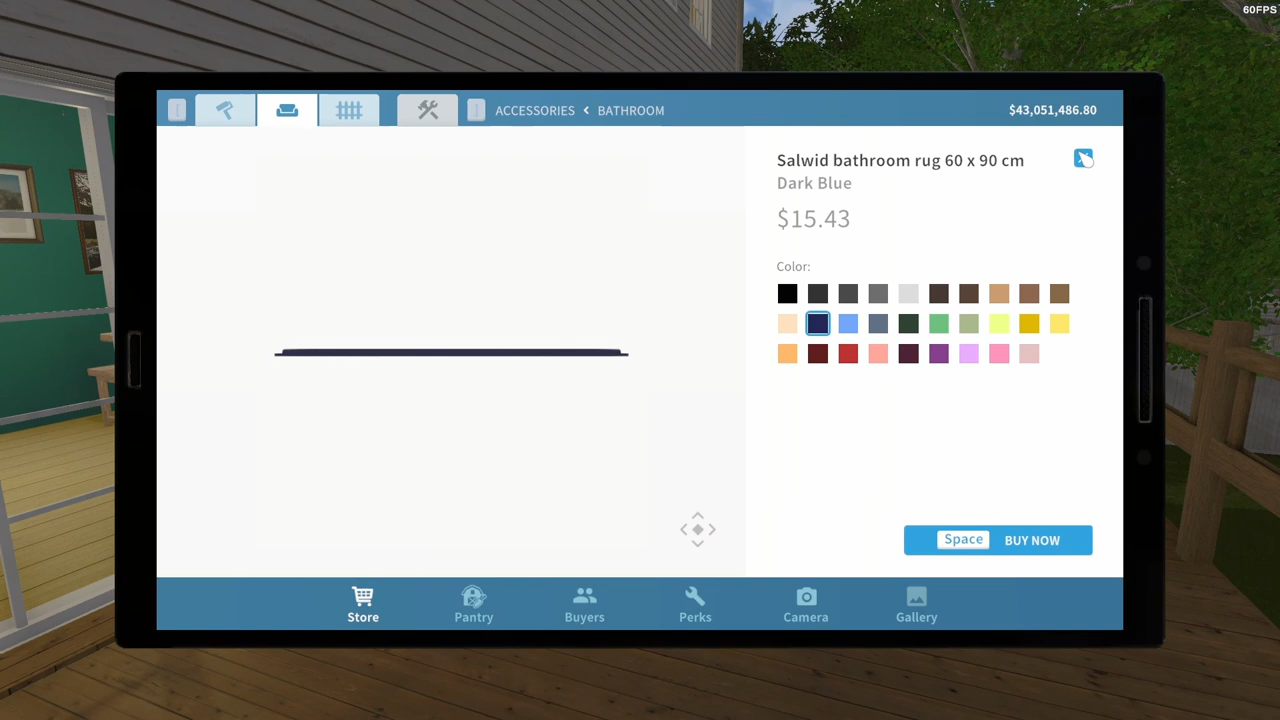 60FPS
ACCESSORIES < BATHROOM
$43,051,486.80
Salwid bathroom rug 60 x 90 cm
Dark Blue
$15.43
Color:
Space BUY NOW
Store Pantry Buyers Perks Camera Gallery